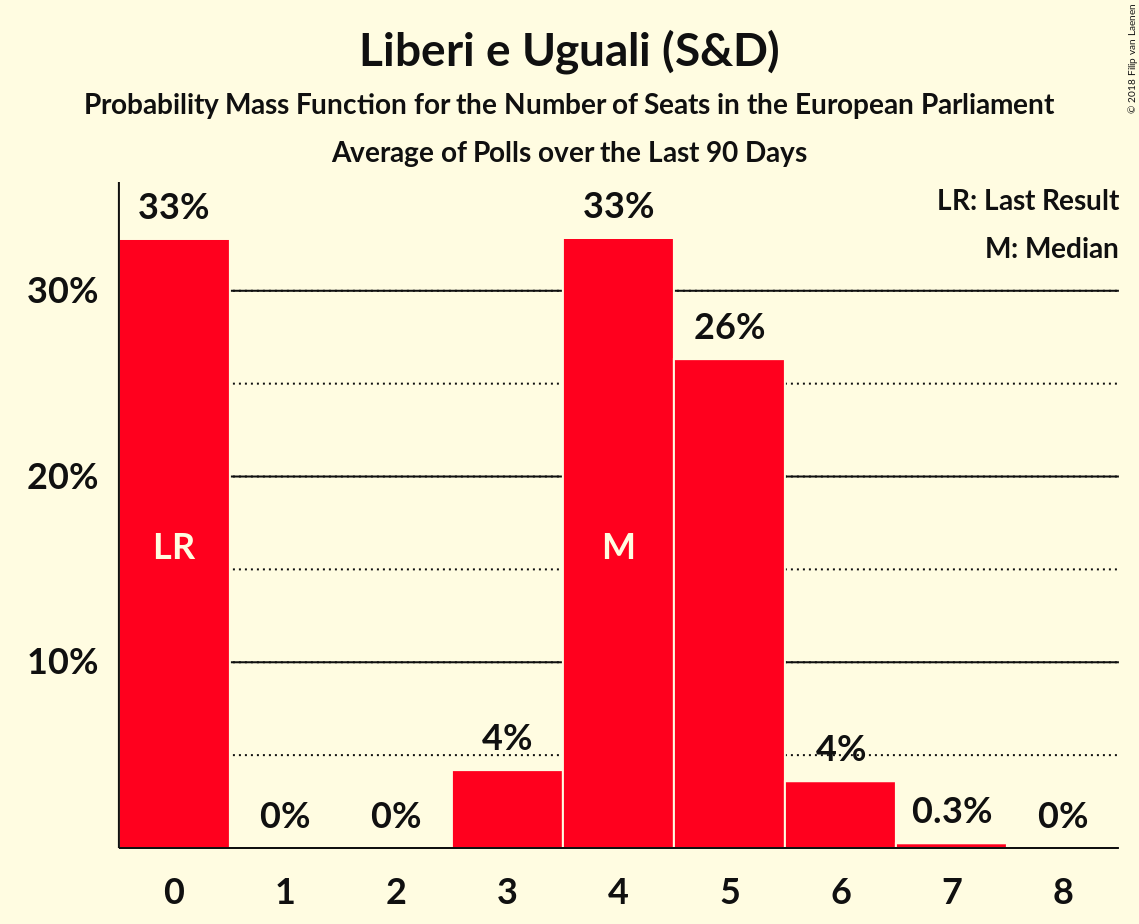 Liberi e Uguali (S&D)
Probability Mass Function for the Number of Seats in the European Parliament
Average of Polls over the Last 90 Days
© 2018 Filip van Laenen
LR: Last Result
M: Median
33%
0%
0%
4%
33%
26%
4%
0.3%
0%
30%
20%
10%
LR
M
0 1 2 3 4 5 6 7 8